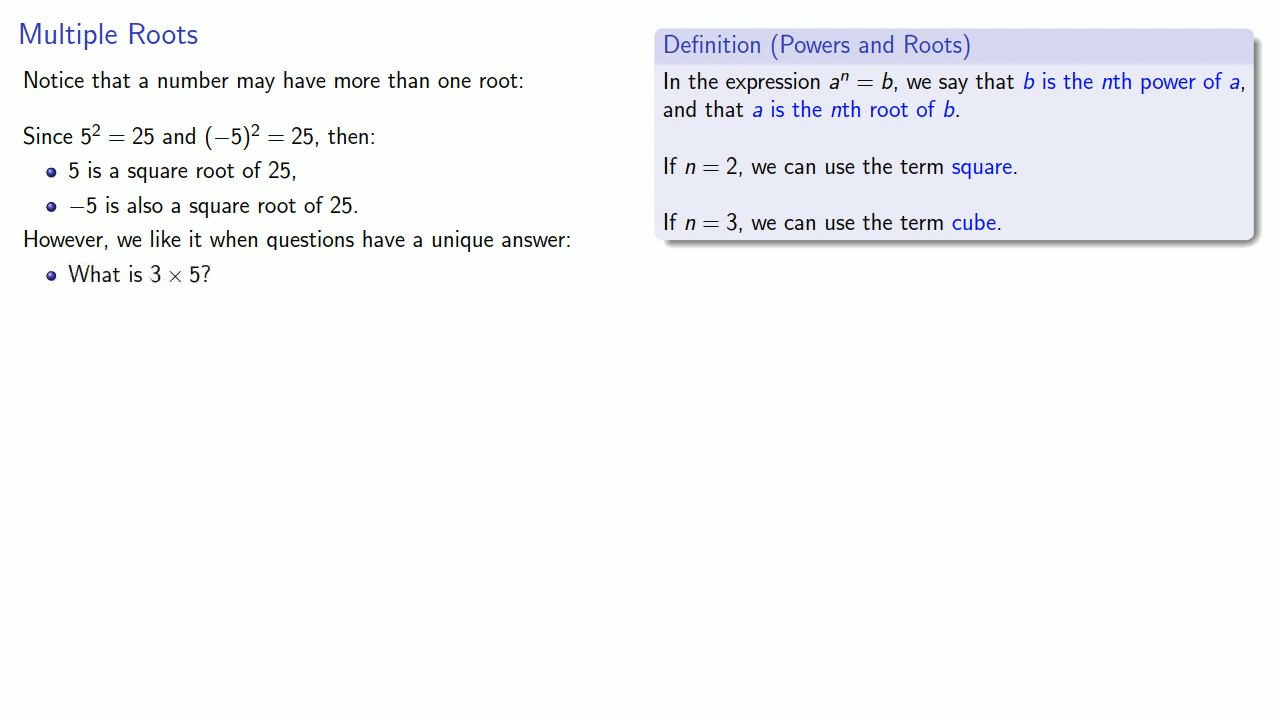 Multiple Roots
Notice that a number may have more than one root:
Since 5² = 25 and (−5)² = 25, then:
5 is a square root of 25,
−5 is also a square root of 25.
However, we like it when questions have a unique answer:
What is 3 × 5?
Definition (Powers and Roots)
In the expression aⁿ = b, we say that b is the nth power of a,
and that a is the nth root of b.
If n = 2, we can use the term square.
If n = 3, we can use the term cube.